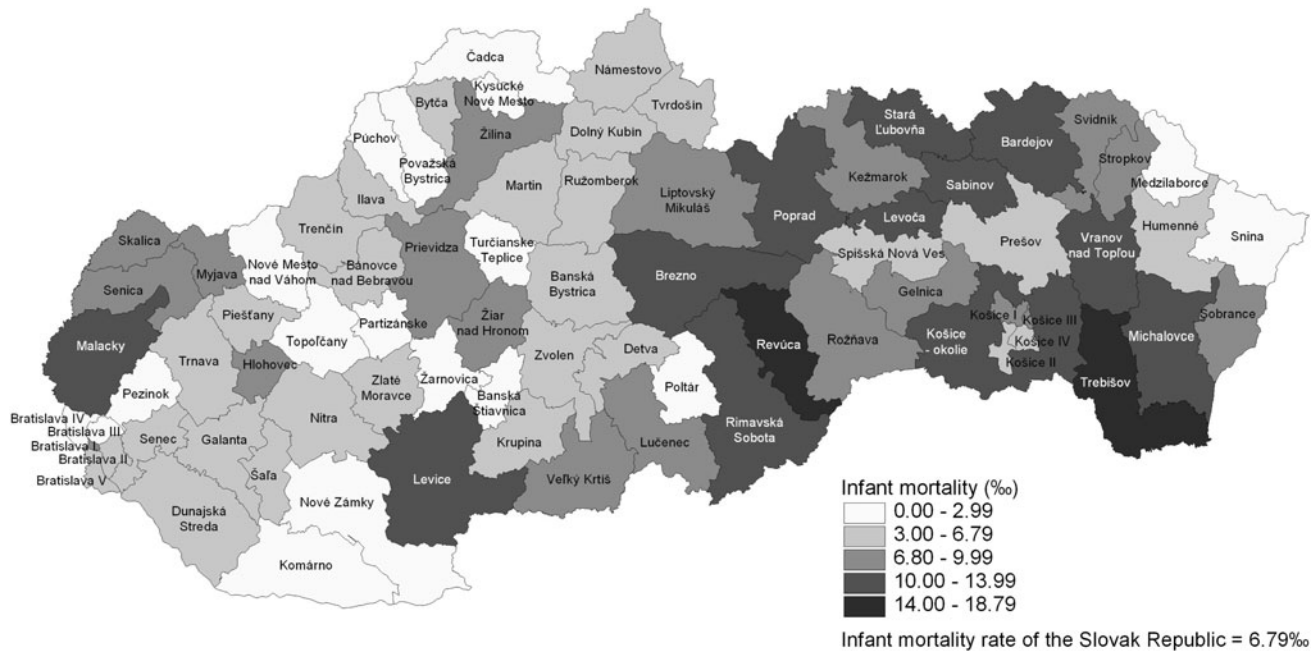 Čadca
Kysucké
Nové Mesto
Bytča
Púchov
Považská
Bystrica
Žilina
Námestovo
Tvrdošín
Dolný Kubín
Ilava
Martin
Ružomberok
Liptovský
Mikuláš
Trenčín
Prievidza
Turčianske
Teplice
Skalica
Senica
Myjava
Nové Mesto
nad Váhom
Bánovce
nad Bebravou
Banská
Bystrica
Brezno
Poprad
Kežmarok
Stará
Ľubovňa
Sabinov
Levoča
Bardejov
Svidník
Stropkov
Medzilaborce
Snina
Humenné
Prešov
Vranov
nad Topľou
Spišská Nová Ves
Gelnica
Malacky
Piešťany
Topoľčany
Partizánske
Žiar
nad Hronom
Trnava
Hlohovec
Zvolen
Detva
Revúca
Rožňava
Košice
- okolie
Košice I
Košice III
Košice IV
Košice II
Trebišov
Michalovce
Sobrance
Pezinok
Zlaté
Moravce
Žarnovica
Banská
Štiavnica
Poltár
Rimavská
Sobota
Bratislava IV
Bratislava III
Bratislava I
Bratislava II
Bratislava V
Senec
Galanta
Nitra
Krupina
Lučenec
Šaľa
Levice
Veľký Krtíš
Dunajská
Streda
Nové Zámky
Komárno
Infant mortality (‰)
0.00 - 2.99
3.00 - 6.79
6.80 - 9.99
10.00 - 13.99
14.00 - 18.79
Infant mortality rate of the Slovak Republic = 6.79‰